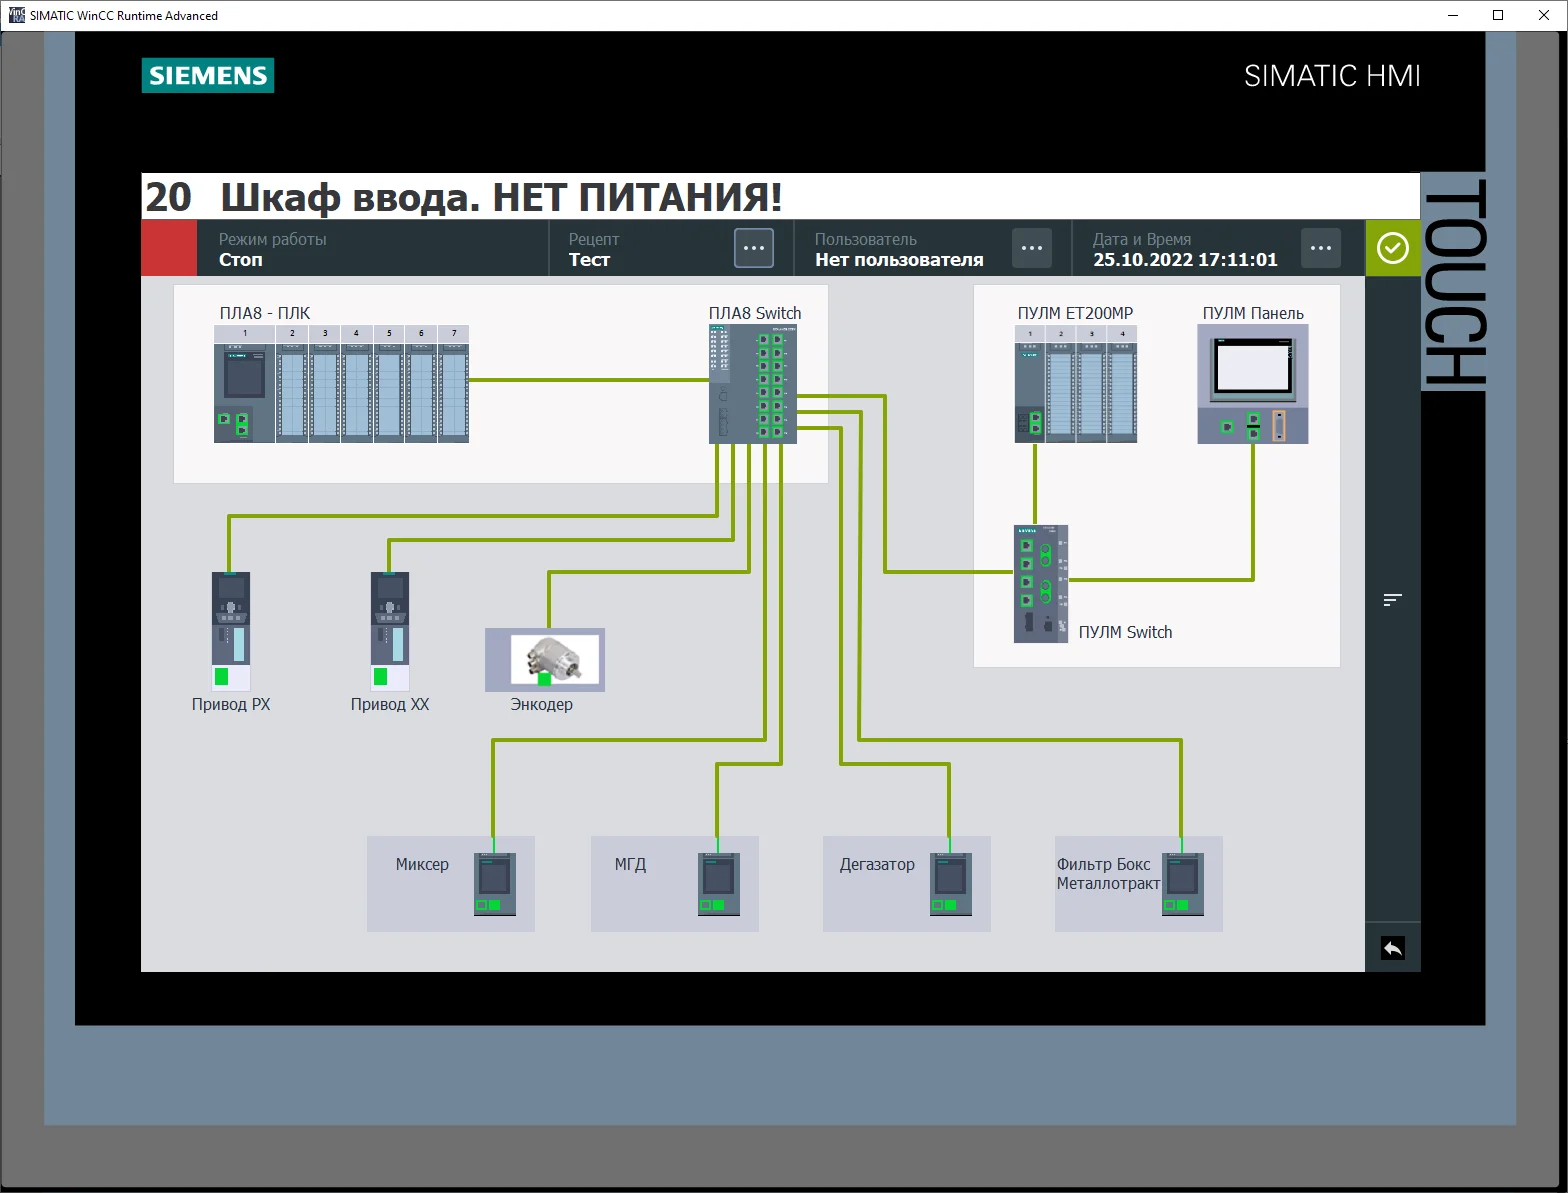 SIMATIC WinCC Runtime Advanced
SIEMENS
SIMATIC HMI
TOUCH
20 Шкаф ввода. НЕТ ПИТАНИЯ!
Режим работы
Стоп
Рецепт
Тест
Пользователь
Нет пользователя
Дата и Время
25.10.2022 17:11:01
ПЛА8 - ПЛК
1 2 3 4 5 6 7
ПЛА8 Switch
ПУЛМ ET200MP
1 2 3 4
ПУЛМ Панель
ПУЛМ Switch
Привод РХ
Привод ХХ
Энкодер
Миксер
МГД
Дегазатор
Фильтр Бокс
Металлотракт